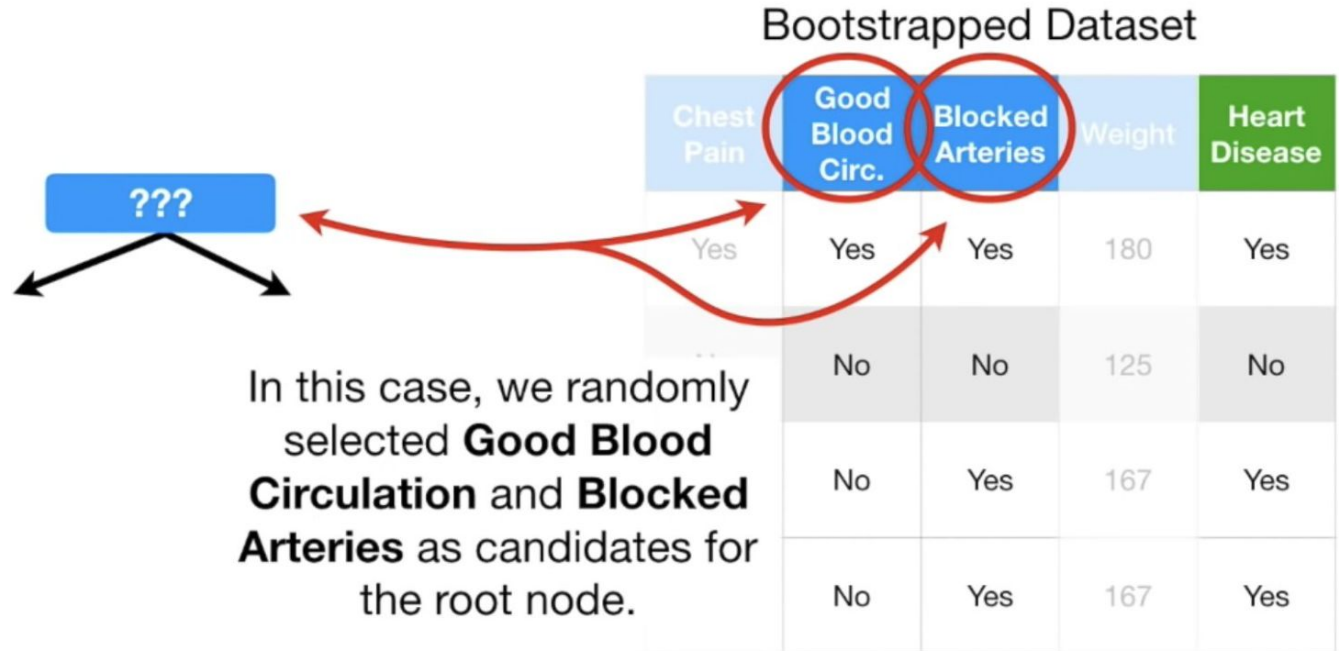 Bootstrapped Dataset
Chest Pain Good Blood Circ. Blocked Arteries Weight Heart Disease
???
Yes Yes Yes 180 Yes
No No 125 No
In this case, we randomly
selected Good Blood
Circulation and Blocked
Arteries as candidates for
the root node.
No Yes 167 Yes
No Yes 167 Yes